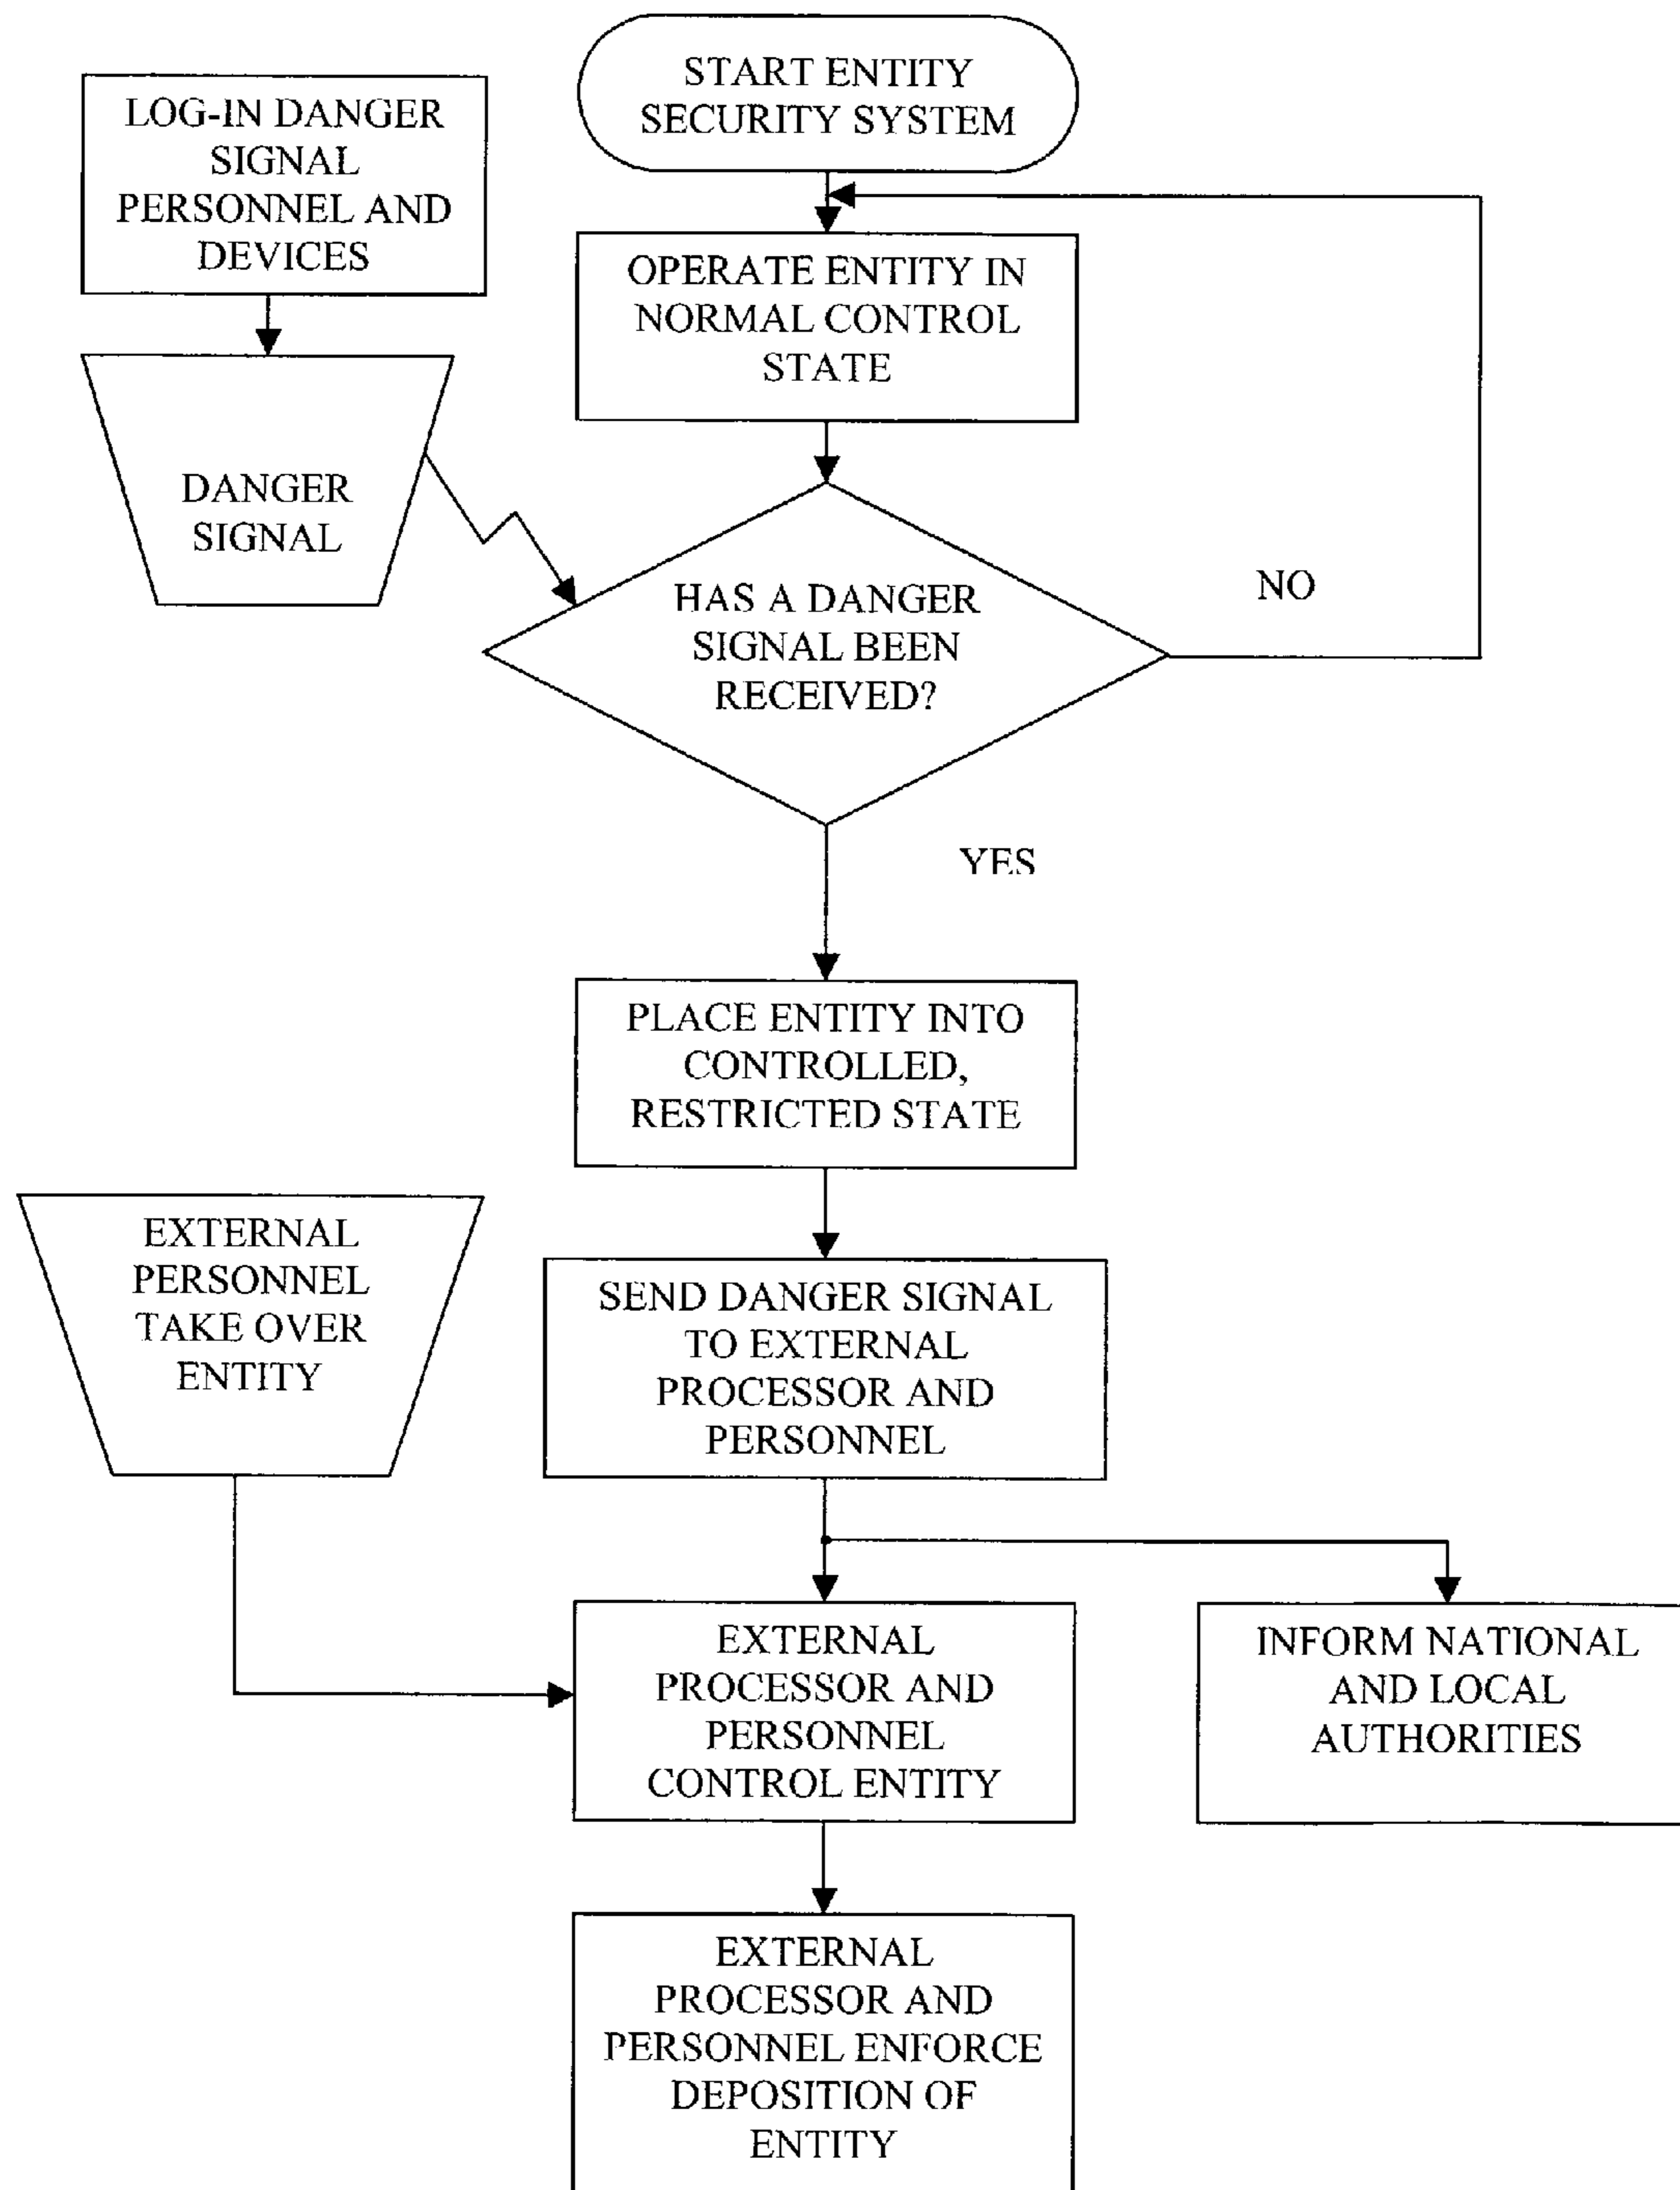 START ENTITY
SECURITY SYSTEM
LOG-IN DANGER
SIGNAL
PERSONNEL AND
DEVICES
OPERATE ENTITY IN
NORMAL CONTROL
STATE
DANGER
SIGNAL
HAS A DANGER
SIGNAL BEEN
RECEIVED?
NO
YES
PLACE ENTITY INTO
CONTROLLED,
RESTRICTED STATE
EXTERNAL
PERSONNEL
TAKE OVER
ENTITY
SEND DANGER SIGNAL
TO EXTERNAL
PROCESSOR AND
PERSONNEL
EXTERNAL
PROCESSOR AND
PERSONNEL
CONTROL ENTITY
INFORM NATIONAL
AND LOCAL
AUTHORITIES
EXTERNAL
PROCESSOR AND
PERSONNEL ENFORCE
DEPOSITION OF
ENTITY